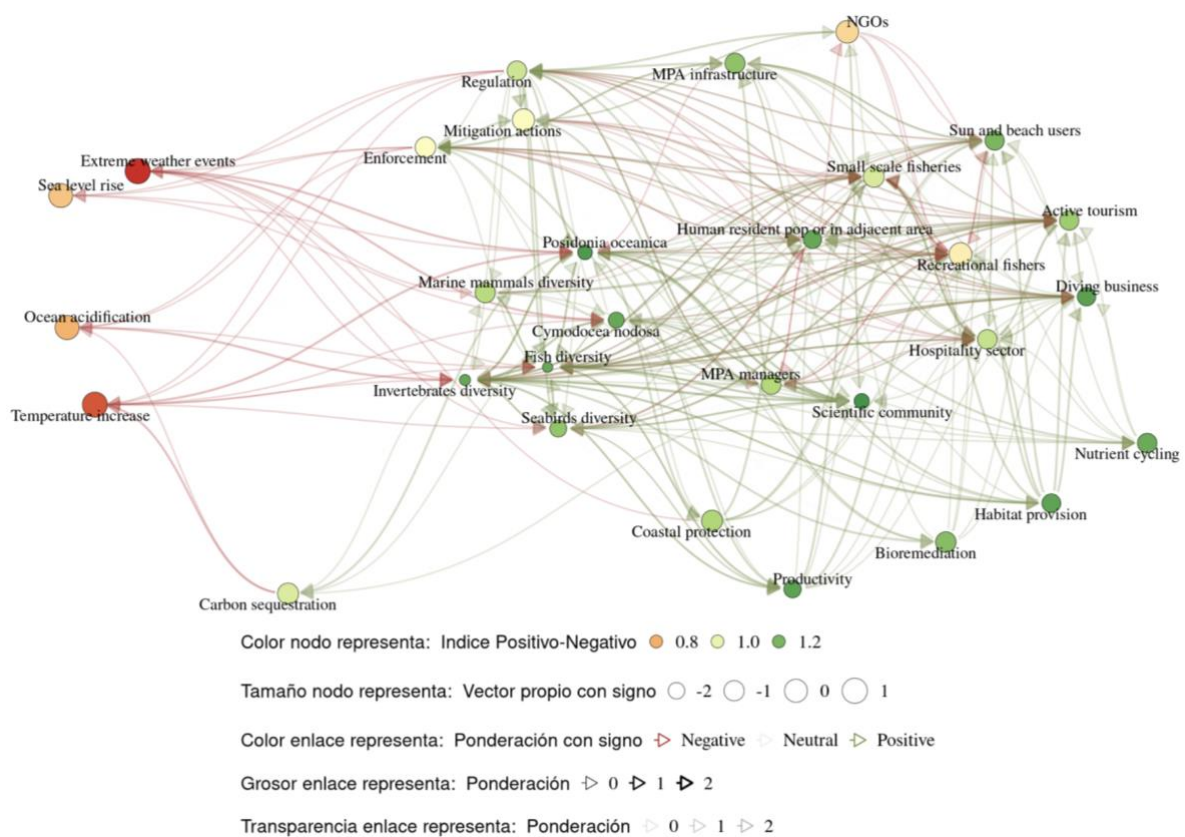 NGOs
Regulation
MPA infrastructure
Mitigation actions
Sun and beach users
Enforcement
Extreme weather events
Small scale fisheries
Sea level rise
Active tourism
Human resident pop or in adjacent area
Posidonia oceanica
Recreational fishers
Marine mammals diversity
Diving business
Ocean acidification
Cymodocea nodosa
Hospitality sector
Fish diversity
MPA managers
Invertebrates diversity
Temperature increase
Scientific community
Seabirds diversity
Nutrient cycling
Habitat provision
Coastal protection
Bioremediation
Productivity
Carbon sequestration
Color nodo representa: Indice Positivo-Negativo 0.8 1.0 1.2
Tamaño nodo representa: Vector propio con signo -2 -1 0 1
Color enlace representa: Ponderación con signo Negative Neutral Positive
Grosor enlace representa: Ponderación 0 1 2
Transparencia enlace representa: Ponderación 0 1 2